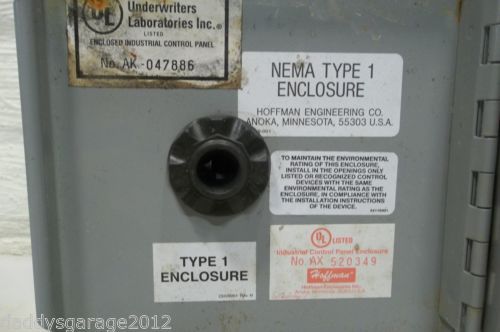 Underwriters
Laboratories Inc.®
LISTED
ENCLOSED INDUSTRIAL CONTROL PANEL
No. AK-047886
NEMA TYPE 1
ENCLOSURE
HOFFMAN ENGINEERING CO.
ANOKA, MINNESOTA, 55303 U.S.A.
TO MAINTAIN THE ENVIRONMENTAL
RATING OF THIS ENCLOSURE,
INSTALL IN THE OPENINGS ONLY
LISTED OR RECOGNIZED CONTROL
DEVICES WITH THE SAME
ENVIRONMENTAL RATING AS THE
ENCLOSURE, IN COMPLIANCE WITH
THE INSTALLATION INSTRUCTIONS
OF THE DEVICE.
TYPE 1
ENCLOSURE
UL LISTED
Industrial Control Panel Enclosure
No. AX 520349
Hoffman
daddysgarage2012